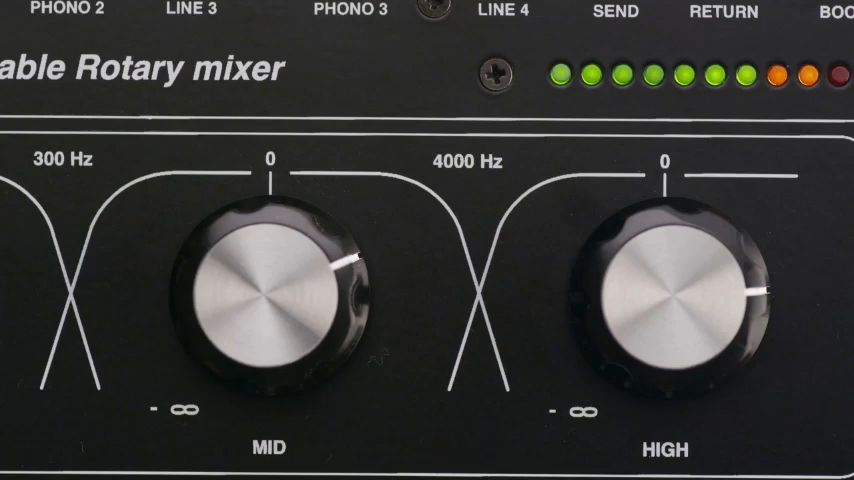 PHONO 2 LINE 3 PHONO 3 LINE 4 SEND RETURN
able Rotary mixer
300 Hz 0 4000 Hz 0
- ∞ - ∞
MID HIGH